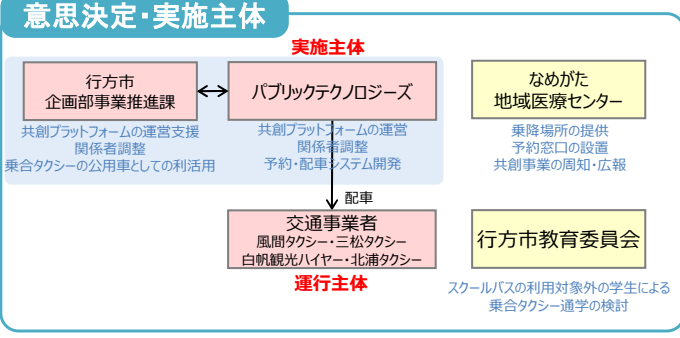 意思決定・実施主体
実施主体
行方市
企画部事業推進課
パブリックテクノロジーズ
なめがた
地域医療センター
共創プラットフォームの運営支援
関係者調整
乗合タクシーの公用車としての利活用
共創プラットフォームの運営
関係者調整
予約・配車システム開発
乗降場所の提供
予約窓口の設置
共創事業の周知・広報
配車
交通事業者
風間タクシー・三松タクシー
白帆観光ハイヤー・北浦タクシー
運行主体
行方市教育委員会
スクールバスの利用対象外の学生による
乗合タクシー通学の検討